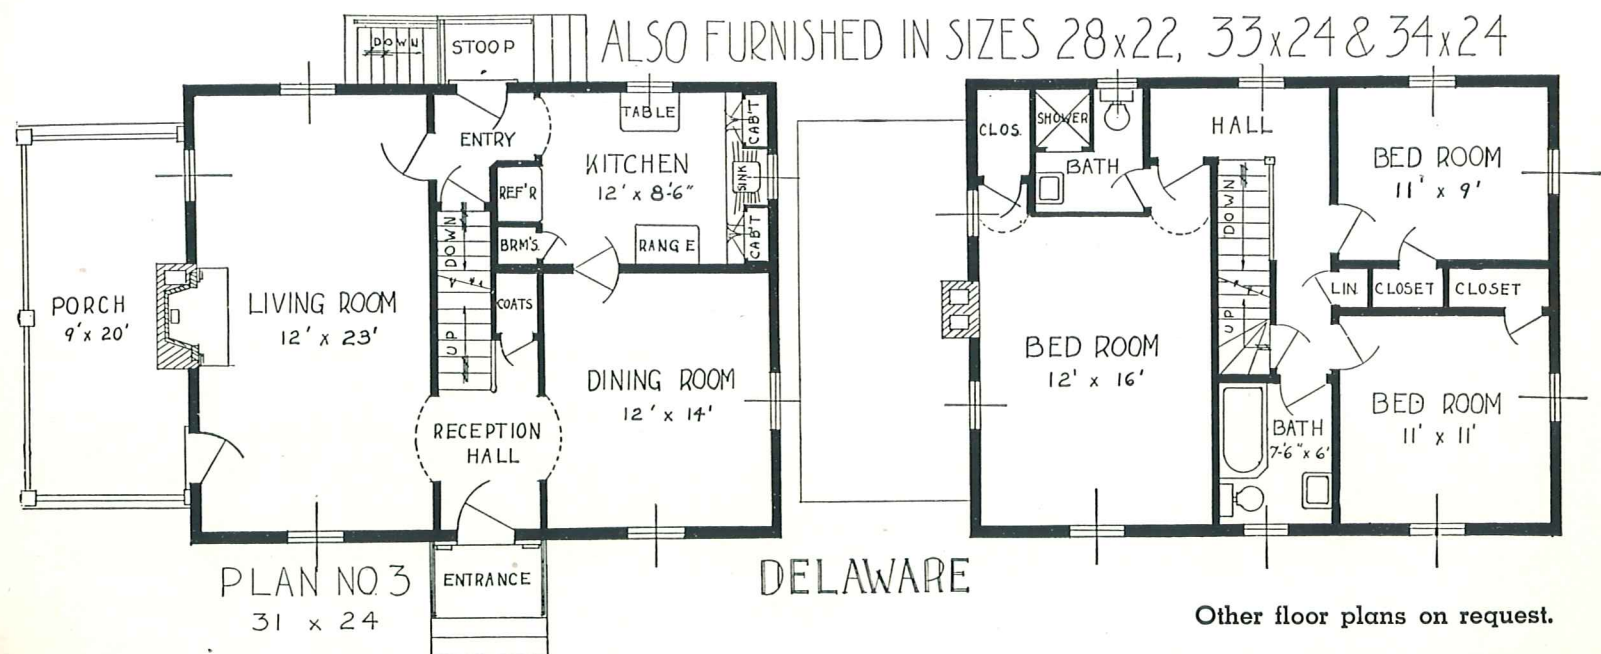 ALSO FURNISHED IN SIZES 28x22, 33x24 & 34x24
DOWN
STOOP
ENTRY
TABLE
CAB'T
KITCHEN
12' x 8'-6"
SINK
REF'R
CAB'T
BRM'S.
RANGE
DOWN
UP
COATS
PORCH
9' x 20'
LIVING ROOM
12' x 23'
DINING ROOM
12' x 14'
RECEPTION
HALL
ENTRANCE
PLAN NO. 3
31 x 24
CLOS.
SHOWER
BATH
HALL
BED ROOM
11' x 9'
DOWN
UP
LIN
CLOSET
CLOSET
BED ROOM
12' x 16'
BED ROOM
11' x 11'
BATH
7'-6" x 6'
DELAWARE
Other floor plans on request.